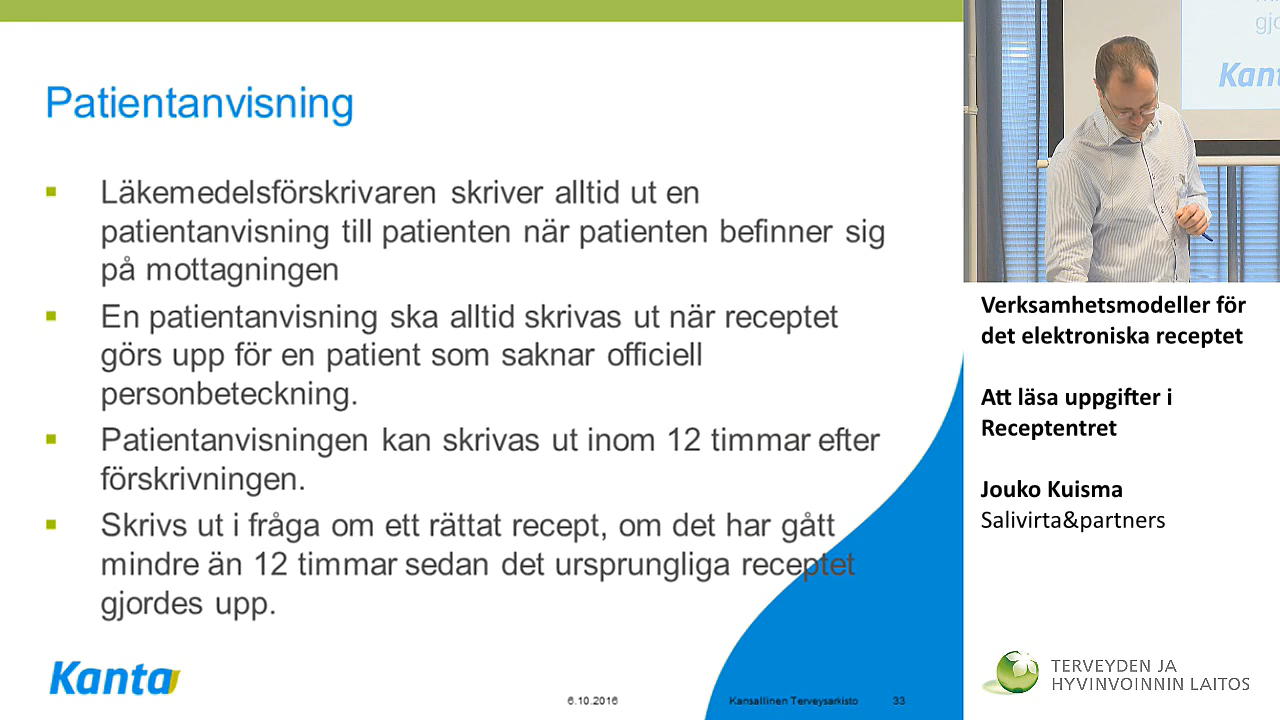 Patientanvisning
Läkemedelsförskrivaren skriver alltid ut en
patientanvisning till patienten när patienten befinner sig
på mottagningen
En patientanvisning ska alltid skrivas ut när receptet
görs upp för en patient som saknar officiell
personbeteckning.
Patientanvisningen kan skrivas ut inom 12 timmar efter
förskrivningen.
Skrivs ut i fråga om ett rättat recept, om det har gått
mindre än 12 timmar sedan det ursprungliga receptet
gjordes upp.
Kanta
6.10.2016
Kansallinen Terveysarkisto
33
Verksamhetsmodeller för
det elektroniska receptet
Att läsa uppgifter i
Receptentret
Jouko Kuisma
Salivirta&partners
TERVEYDEN JA
HYVINVOINNIN LAITOS